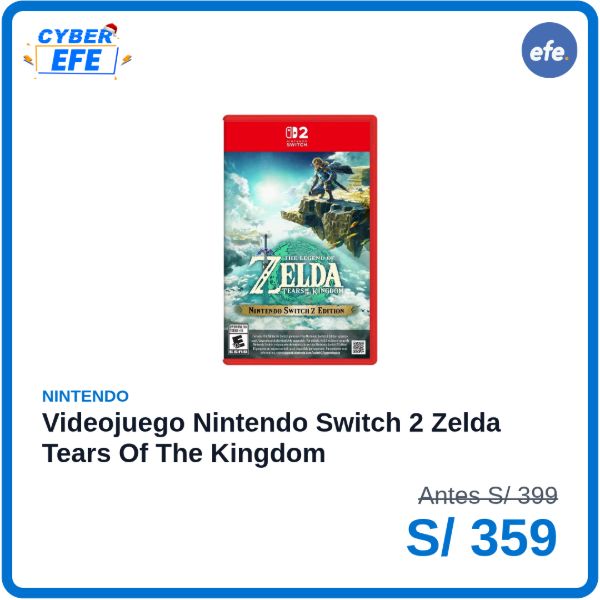 CYBER
EFE
efe.
2
NINTENDO
SWITCH
THE LEGEND OF
ZELDA
TEARS OF THE KINGDOM
NINTENDO SWITCH 2 EDITION
E
NINTENDO
Videojuego Nintendo Switch 2 Zelda
Tears Of The Kingdom
Antes S/ 399
S/ 359